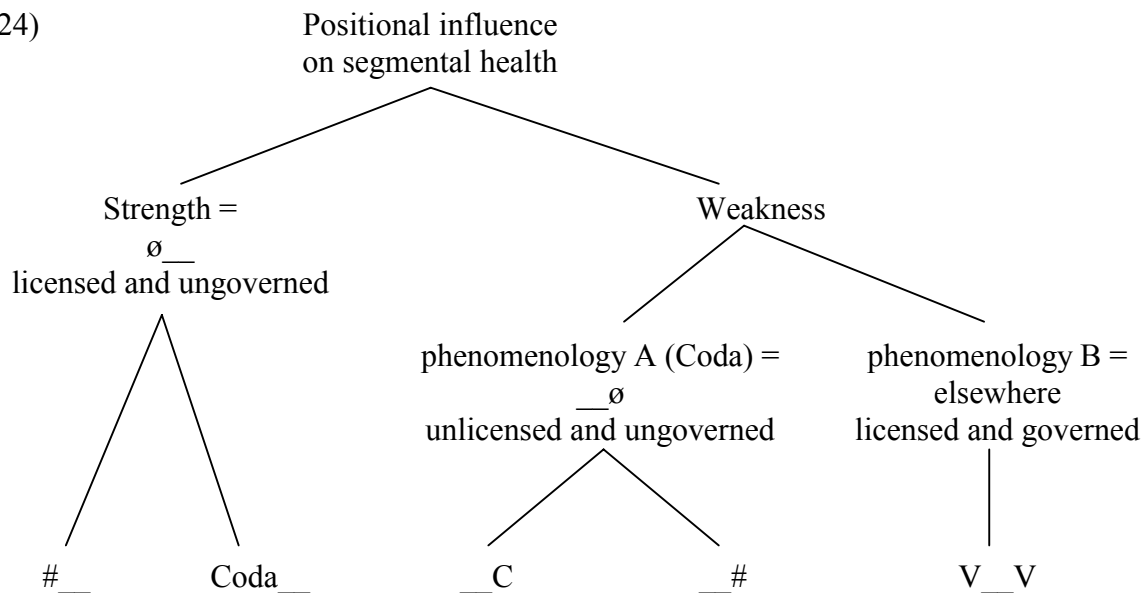 24)
Positional influence
on segmental health
Strength =
ø__
licensed and ungoverned
Weakness
phenomenology A (Coda) =
__ø
unlicensed and ungoverned
phenomenology B =
elsewhere
licensed and governed
#__ Coda__ __C __# V__V